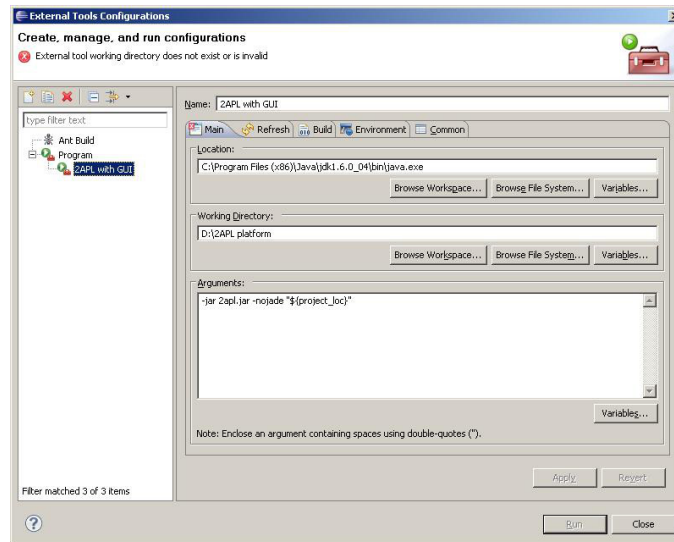 External Tools Configurations
Create, manage, and run configurations
External tool working directory does not exist or is invalid
type filter text
Ant Build
Program
2APL with GUI
Filter matched 3 of 3 items
Name: 2APL with GUI
Main Refresh Build Environment Common
Location:
C:\Program Files (x86)\Java\jdk1.6.0_04\bin\java.exe
Browse Workspace... Browse File System... Variables...
Working Directory:
D:\2APL platform
Browse Workspace... Browse File System... Variables...
Arguments:
-jar 2apl.jar -nojade "${project_loc}"
Variables...
Note: Enclose an argument containing spaces using double-quotes (").
Apply Revert
Run Close